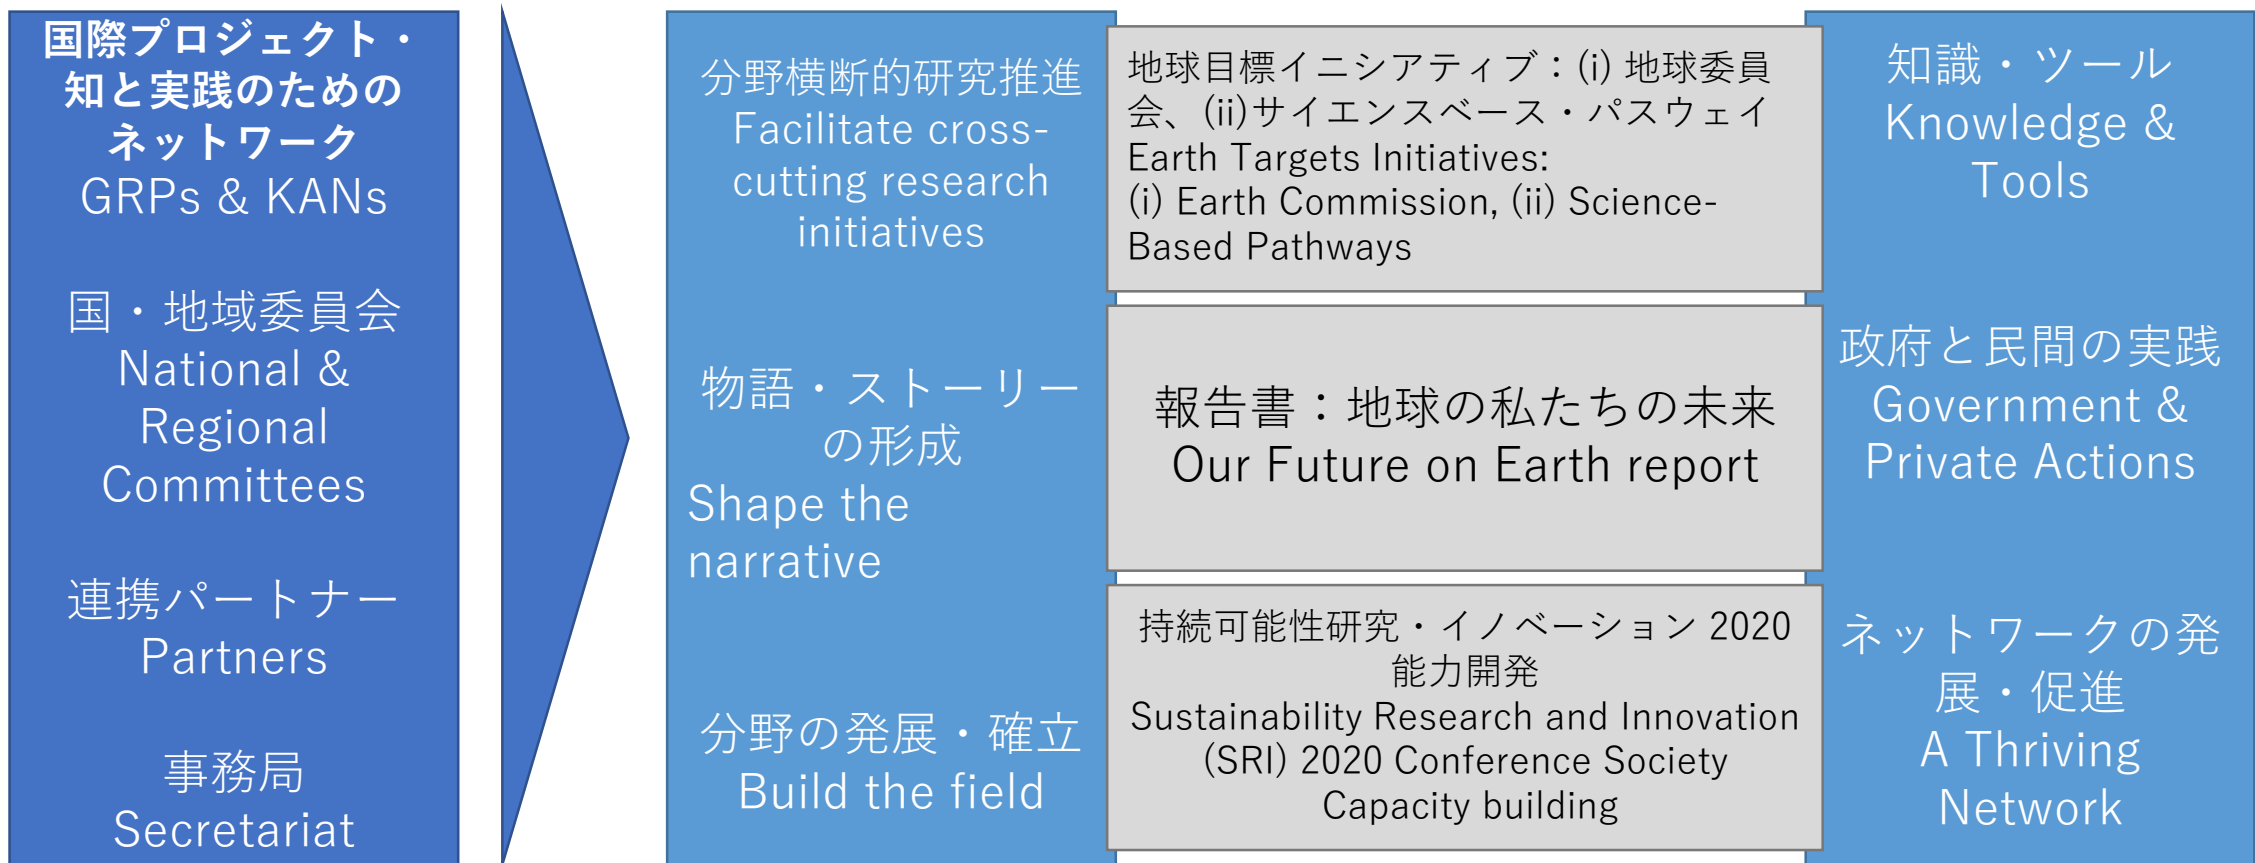 国際プロジェクト・
知と実践のための
ネットワーク
GRPs & KANs
国・地域委員会
National &
Regional
Committees
連携パートナー
Partners
事務局
Secretariat
分野横断的研究推進
Facilitate cross-
cutting research
initiatives
物語・ストーリー
の形成
Shape the
narrative
分野の発展・確立
Build the field
地球目標イニシアティブ：(i) 地球委員
会、(ii)サイエンスベース・パスウェイ
Earth Targets Initiatives:
(i) Earth Commission, (ii) Science-
Based Pathways
報告書：地球の私たちの未来
Our Future on Earth report
持続可能性研究・イノベーション 2020
能力開発
Sustainability Research and Innovation
(SRI) 2020 Conference Society
Capacity building
知識・ツール
Knowledge &
Tools
政府と民間の実践
Government &
Private Actions
ネットワークの発
展・促進
A Thriving
Network